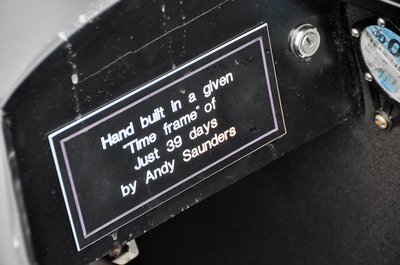 Hand built in a given
"Time frame" of
Just 39 days
by Andy Saunders